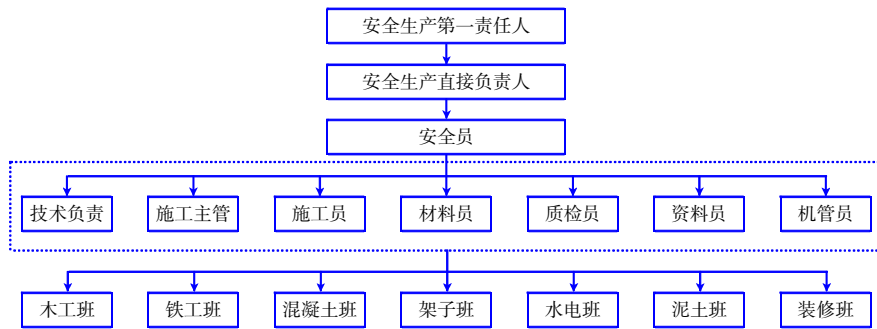 安全生产第一责任人
安全生产直接负责人
安全员
技术负责
施工主管
施工员
材料员
质检员
资料员
机管员
木工班
铁工班
混凝土班
架子班
水电班
泥土班
装修班